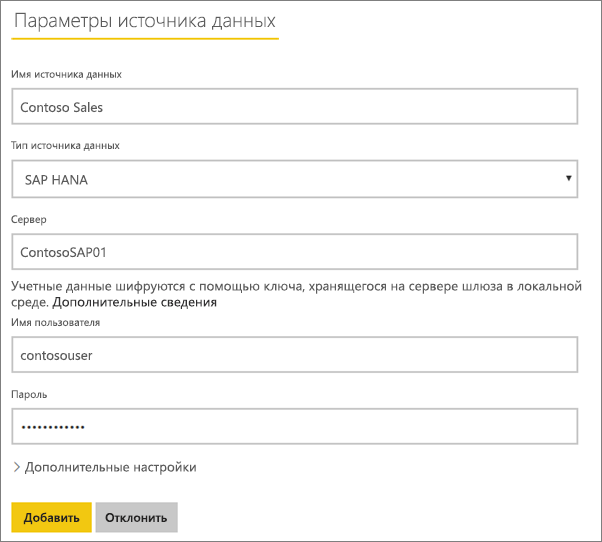 Параметры источника данных
Имя источника данных
Contoso Sales
Тип источника данных
SAP HANA
Сервер
ContosoSAP01
Учетные данные шифруются с помощью ключа, хранящегося на сервере шлюза в локальной
среде. Дополнительные сведения
Имя пользователя
contosouser
Пароль
••••••••••••
Дополнительные настройки
Добавить Отклонить